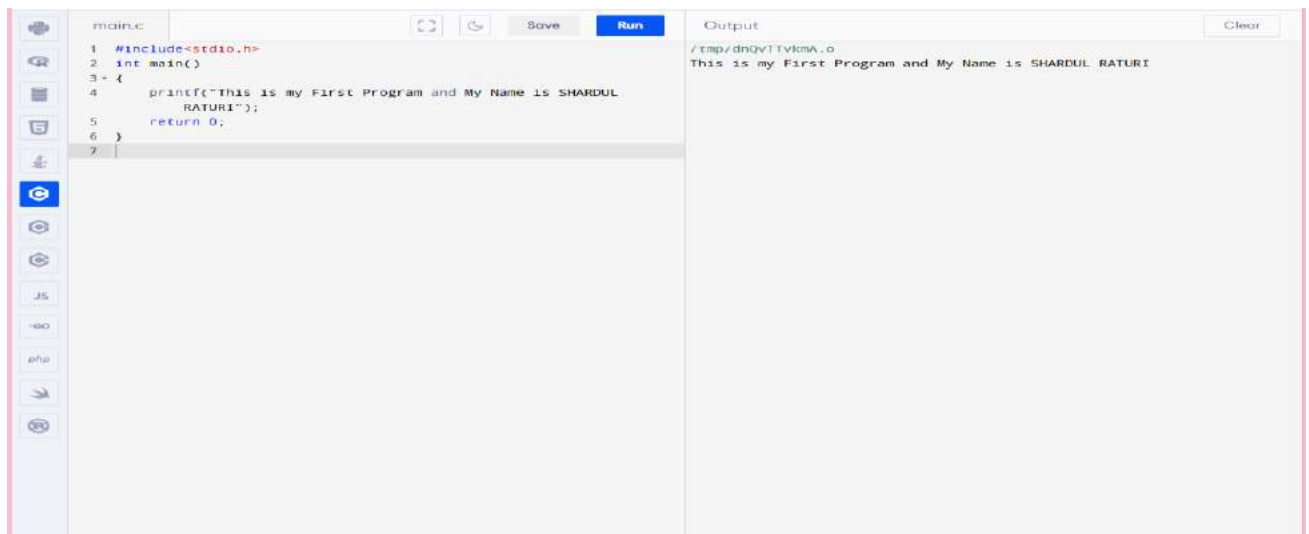 main.c
Save
Run
Output
Clear
1 #include<stdio.h>
2 int main()
3 - {
4 printf("This is my First Program and My Name is SHARDUL
RATURI");
5 return 0;
6 }
7
/tmp/dnQvTTvkmA.o
This is my First Program and My Name is SHARDUL RATURI
JS
GO
php